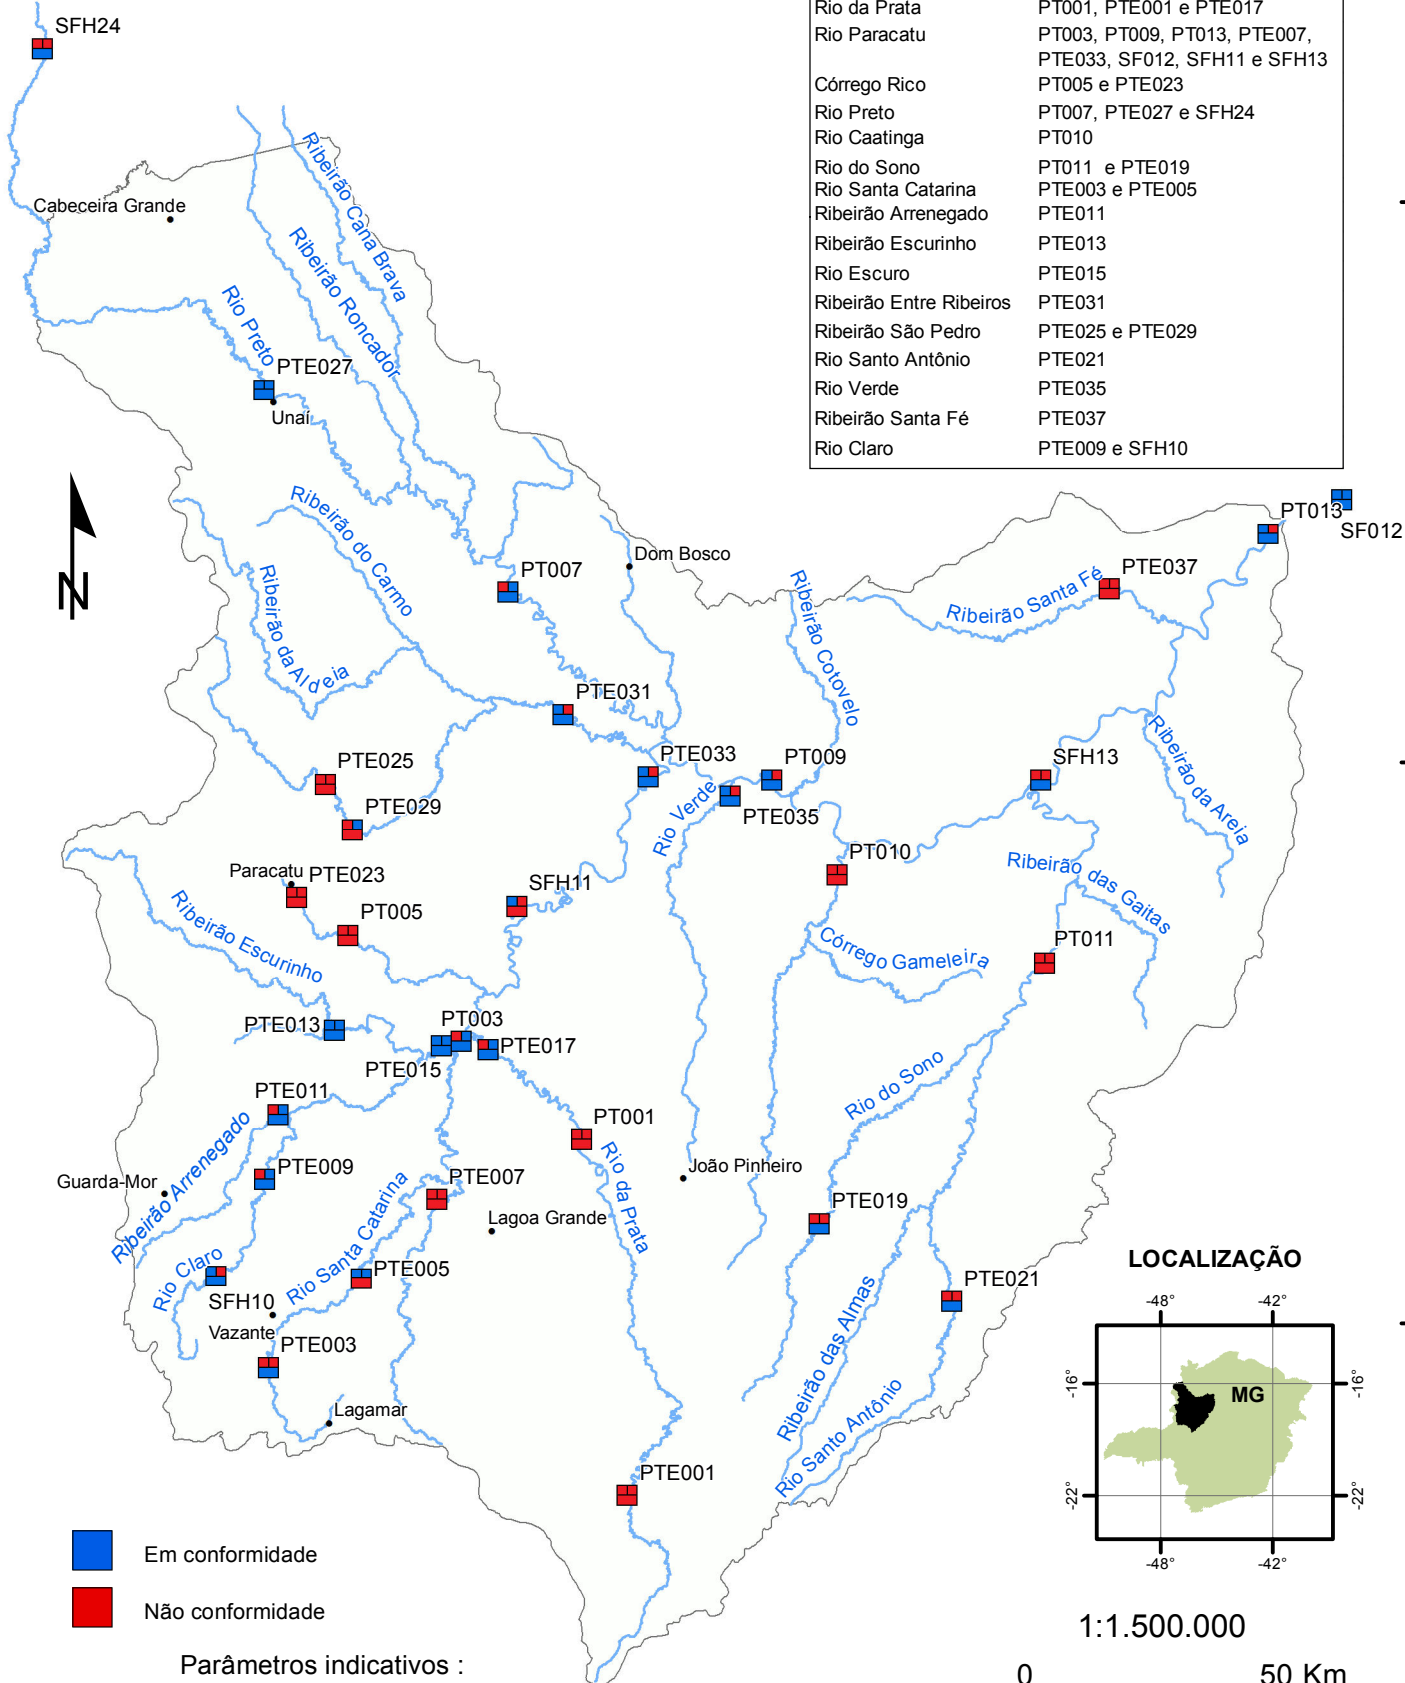 Rio da Prata PT001, PTE001 e PTE017
Rio Paracatu PT003, PT009, PT013, PTE007,
PTE033, SF012, SFH11 e SFH13
Córrego Rico PT005 e PTE023
Rio Preto PT007, PTE027 e SFH24
Rio Caatinga PT010
Rio do Sono PT011 e PTE019
Rio Santa Catarina PTE003 e PTE005
Ribeirão Arrenegado PTE011
Ribeirão Escurinho PTE013
Rio Escuro PTE015
Ribeirão Entre Ribeiros PTE031
Ribeirão São Pedro PTE025 e PTE029
Rio Santo Antônio PTE021
Rio Verde PTE035
Ribeirão Santa Fé PTE037
Rio Claro PTE009 e SFH10
SFH24
Cabeceira Grande
Ribeirão Cana Brava
Ribeirão Roncador
Rio Preto
PTE027
Unaí
N
Ribeirão do Carmo
Ribeirão da Aldeia
PT007
Dom Bosco
PT013
SF012
PTE037
Ribeirão Santa Fé
Ribeirão Cotovelo
PTE031
PTE033
PT009
SFH13
Ribeirão da Areia
PTE025
PTE029
Rio Verde
PTE035
PT010
Ribeirão das Gaitas
Paracatu
PTE023
SFH11
PT005
Ribeirão Escurinho
Córrego Gameleira
PT011
PTE013
PT003
PTE017
PTE015
PTE011
Rio do Sono
PT001
Ribeirão Arrenegado
PTE009
Guarda-Mor
PTE007
Rio da Prata
João Pinheiro
Rio Santa Catarina
Lagoa Grande
PTE019
Rio Claro
PTE005
SFH10
Vazante
PTE003
PTE021
Ribeirão das Almas
Lagamar
Rio Santo Antônio
PTE001
LOCALIZAÇÃO
-48° -42°
-16° -16°
MG
-22° -22°
-48° -42°
Em conformidade
Não conformidade
Parâmetros indicativos :
1:1.500.000
0 50 Km